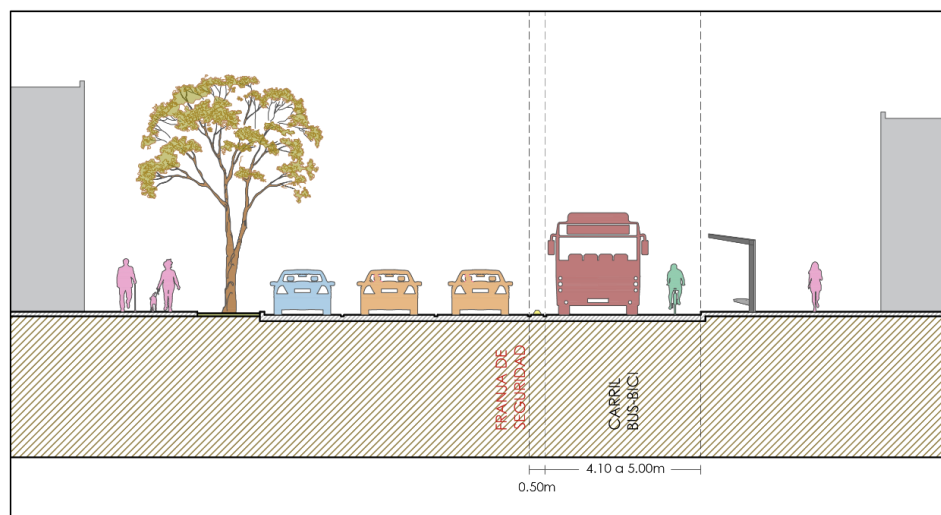 FRANJA DE
SEGURIDAD
CARRIL
BUS-BICI
4.10 a 5.00m
0.50m